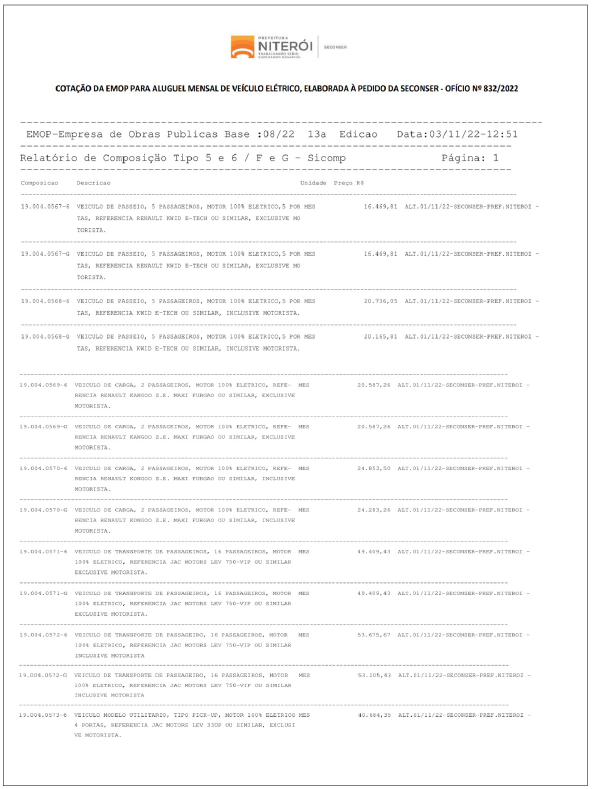 PREFEITURA
NITERÓI
SECONSER
COTAÇÃO DA EMOP PARA ALUGUEL MENSAL DE VEÍCULO ELÉTRICO, ELABORADA À PEDIDO DA SECONSER - OFÍCIO Nº 832/2022
EMOP-Empresa de Obras Publicas Base :08/22 13a Edicao Data:03/11/22-12:51
Relatório de Composição Tipo 5 e 6 / F e G - Sicomp Página: 1
Composicao Descricao Unidade Preço R$
19.004.0567-6 VEICULO DE PASSEIO, 5 PASSAGEIROS, MOTOR 100% ELETRICO,5 POR MES 16.469,81 ALT.01/11/22-SECONSER-PREF.NITEROI -
TAS, REFERENCIA RENAULT KWID E-TECH OU SIMILAR, EXCLUSIVE MO
TORISTA.
19.004.0567-G VEICULO DE PASSEIO, 5 PASSAGEIROS, MOTOR 100% ELETRICO,5 POR MES 16.469,81 ALT.01/11/22-SECONSER-PREF.NITEROI -
TAS, REFERENCIA RENAULT KWID E-TECH OU SIMILAR, EXCLUSIVE MO
TORISTA.
19.004.0568-6 VEICULO DE PASSEIO, 5 PASSAGEIROS, MOTOR 100% ELETRICO,5 POR MES 20.736,05 ALT.01/11/22-SECONSER-PREF.NITEROI -
TAS, REFERENCIA KWID E-TECH OU SIMILAR, INCLUSIVE MOTORISTA.
19.004.0568-G VEICULO DE PASSEIO, 5 PASSAGEIROS, MOTOR 100% ELETRICO,5 POR MES 20.165,81 ALT.01/11/22-SECONSER-PREF.NITEROI -
TAS, REFERENCIA KWID E-TECH OU SIMILAR, INCLUSIVE MOTORISTA.
19.004.0569-6 VEICULO DE CARGA, 2 PASSAGEIROS, MOTOR 100% ELETRICO, REFE- MES 20.587,26 ALT.01/11/22-SECONSER-PREF.NITEROI -
RENCIA RENAULT KANGOO Z.E. MAXI FURGAO OU SIMILAR, EXCLUSIVE
MOTORISTA.
19.004.0569-G VEICULO DE CARGA, 2 PASSAGEIROS, MOTOR 100% ELETRICO, REFE- MES 20.587,26 ALT.01/11/22-SECONSER-PREF.NITEROI -
RENCIA RENAULT KANGOO Z.E. MAXI FURGAO OU SIMILAR, EXCLUSIVE
MOTORISTA.
19.004.0570-6 VEICULO DE CARGA, 2 PASSAGEIROS, MOTOR 100% ELETRICO, REFE- MES 24.853,50 ALT.01/11/22-SECONSER-PREF.NITEROI -
RENCIA RENAULT KONGOO Z.E. MAXI FURGAO OU SIMILAR, INCLUSIVE
MOTORISTA.
19.004.0570-G VEICULO DE CARGA, 2 PASSAGEIROS, MOTOR 100% ELETRICO, REFE- MES 24.283,26 ALT.01/11/22-SECONSER-PREF.NITEROI -
RENCIA RENAULT KONGOO Z.E. MAXI FURGAO OU SIMILAR, INCLUSIVE
MOTORISTA.
19.004.0571-6 VEICULO DE TRANSPORTE DE PASSAGEIROS, 16 PASSAGEIROS, MOTOR MES 49.409,43 ALT.01/11/22-SECONSER-PREF.NITEROI -
100% ELETRICO, REFERENCIA JAC MOTORS LEV 750-VIP OU SIMILAR
EXCLUSIVE MOTORISTA.
19.004.0571-G VEICULO DE TRANSPORTE DE PASSAGEIROS, 16 PASSAGEIROS, MOTOR MES 49.409,43 ALT.01/11/22-SECONSER-PREF.NITEROI -
100% ELETRICO, REFERENCIA JAC MOTORS LEV 750-VIP OU SIMILAR
EXCLUSIVE MOTORISTA.
19.004.0572-6 VEICULO DE TRANSPORTE DE PASSAGEIRO, 16 PASSAGEIROS, MOTOR MES 53.675,67 ALT.01/11/22-SECONSER-PREF.NITEROI -
100% ELETRICO, REFERENCIA JAC MOTORS LEV 750-VIP OU SIMILAR
INCLUSIVE MOTORISTA
19.004.0572-G VEICULO DE TRANSPORTE DE PASSAGEIRO, 16 PASSAGEIROS, MOTOR MES 53.105,43 ALT.01/11/22-SECONSER-PREF.NITEROI -
100% ELETRICO, REFERENCIA JAC MOTORS LEV 750-VIP OU SIMILAR
INCLUSIVE MOTORISTA
19.004.0573-6 VEICULO MODELO UTILITARIO, TIPO PICK-UP, MOTOR 100% ELETRICO MES ALT.01/11/22-SECONSER-PREF.NITEROI -
4 PORTAS, REFERENCIA JAC MOTORS LEV 330P OU SIMILAR, EXCLUSI
VE MOTORISTA.